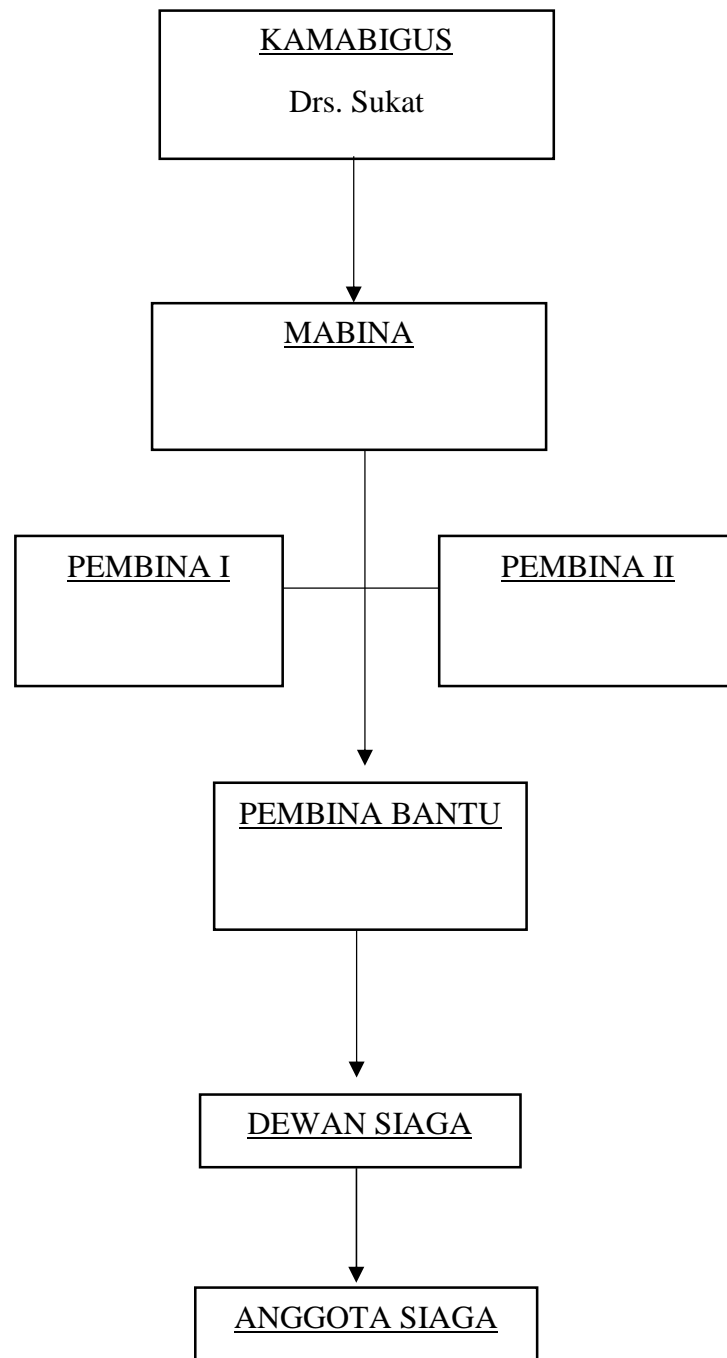 KAMABIGUS
Drs. Sukat
MABINA
PEMBINA I
PEMBINA II
PEMBINA BANTU
DEWAN SIAGA
ANGGOTA SIAGA